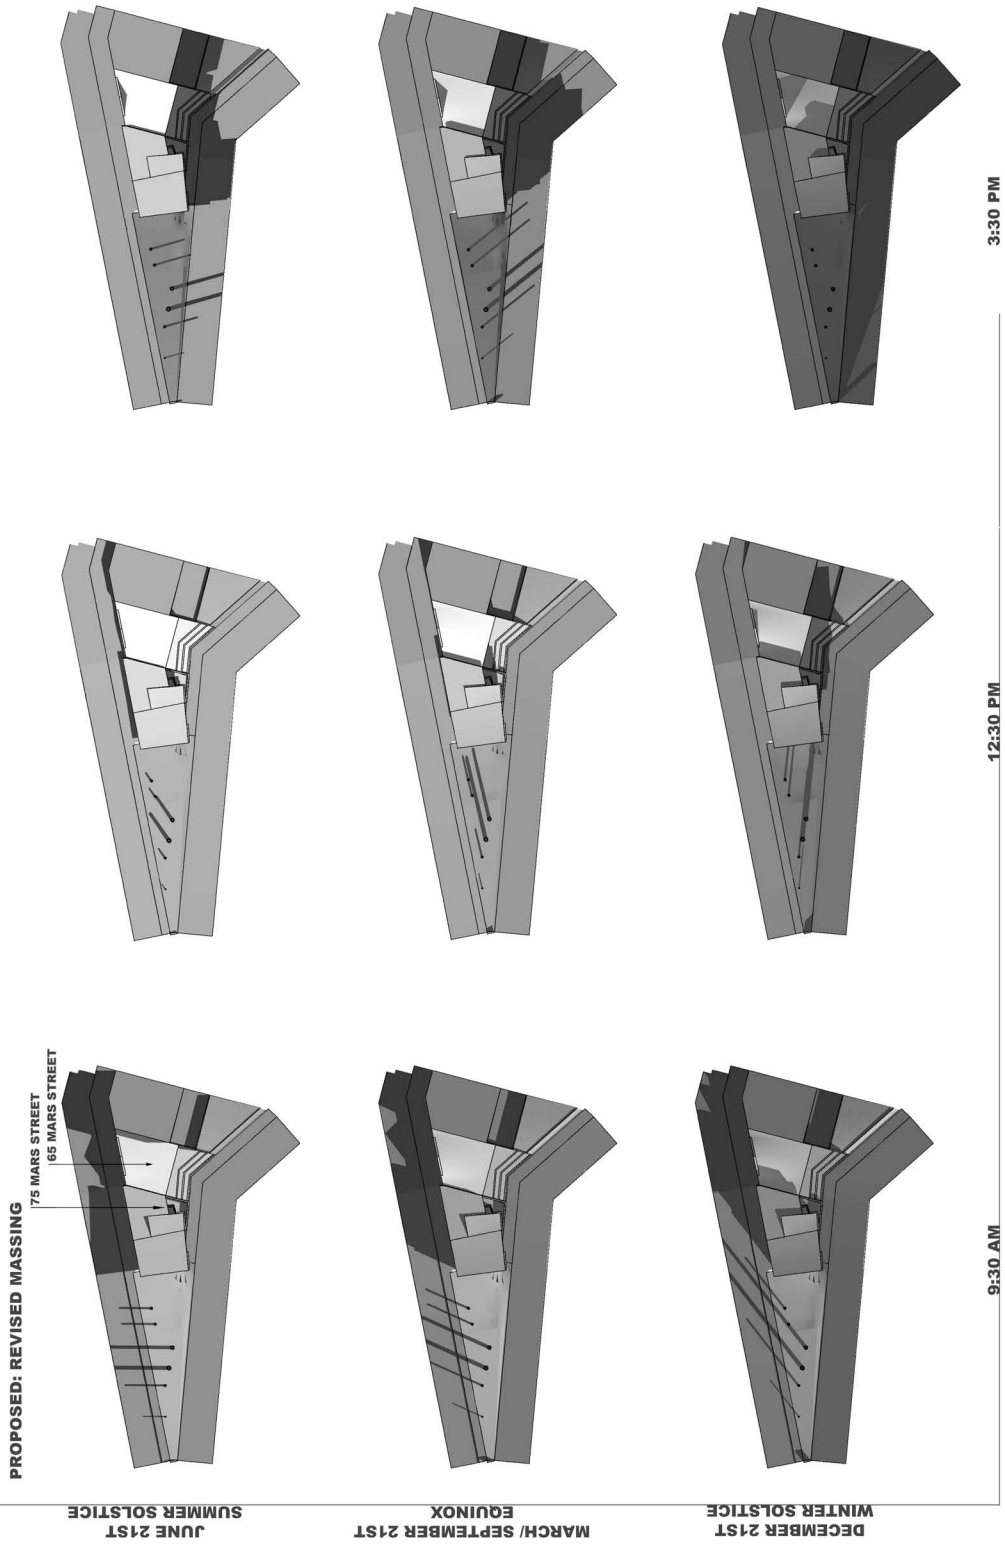 PROPOSED: REVISED MASSING
75 MARS STREET
65 MARS STREET
JUNE 21ST
SUMMER SOLSTICE
MARCH/ SEPTEMBER 21ST
EQUINOX
DECEMBER 21ST
WINTER SOLSTICE
9:30 AM
12:30 PM
3:30 PM